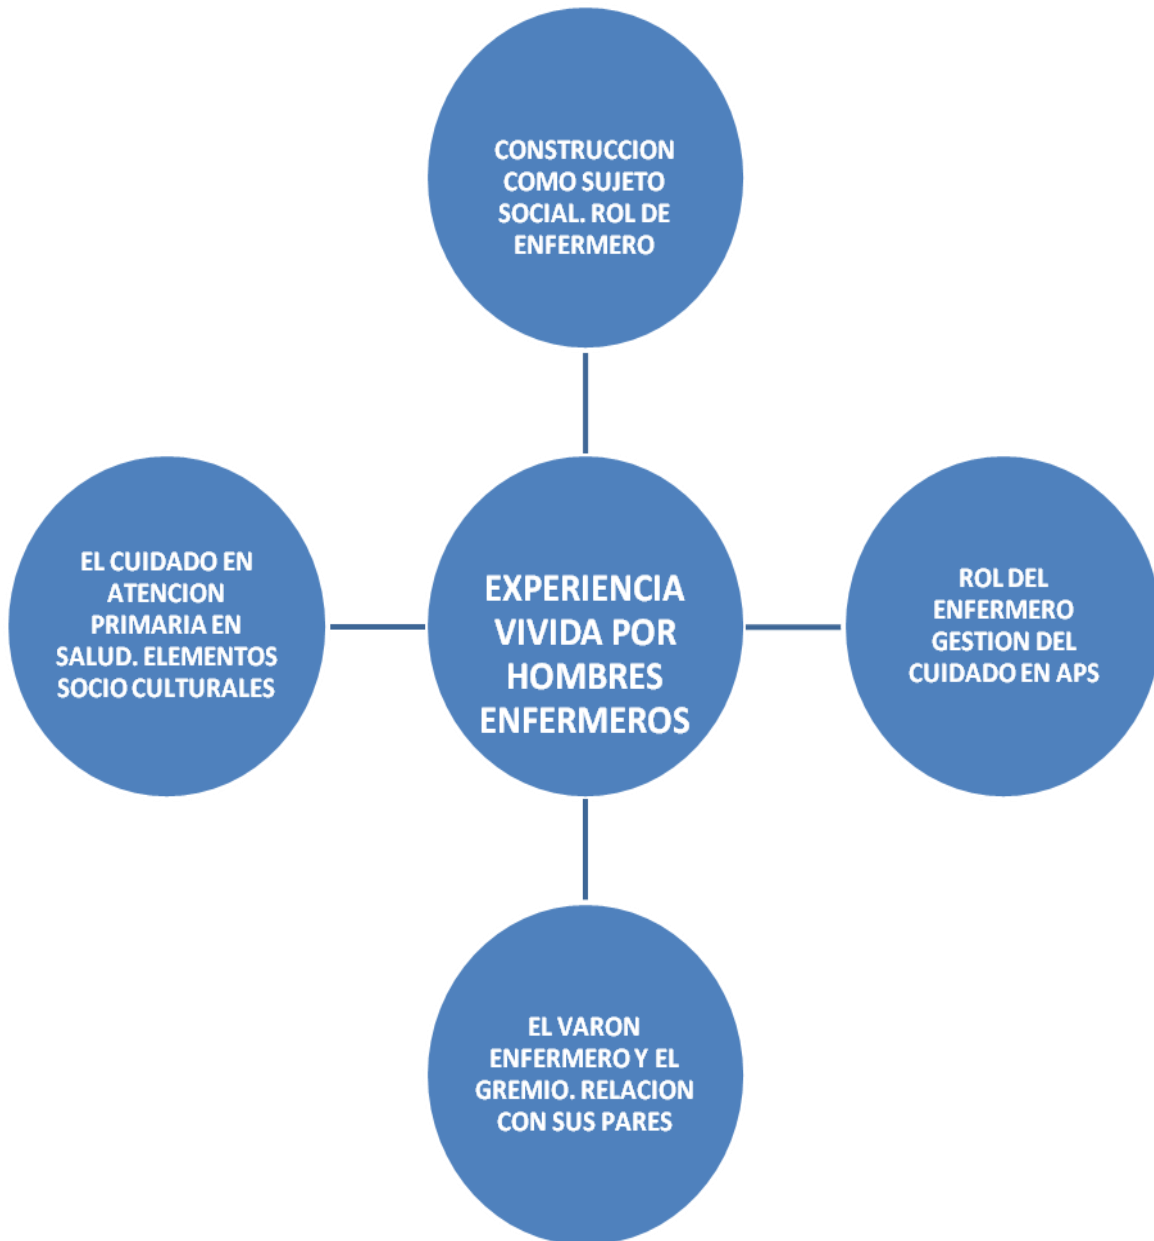 CONSTRUCCION
COMO SUJETO
SOCIAL. ROL DE
ENFERMERO
EL CUIDADO EN
ATENCION
PRIMARIA EN
SALUD. ELEMENTOS
SOCIO CULTURALES
EXPERIENCIA
VIVIDA POR
HOMBRES
ENFERMEROS
ROL DEL
ENFERMERO
GESTION DEL
CUIDADO EN APS
EL VARON
ENFERMERO Y EL
GREMIO. RELACION
CON SUS PARES